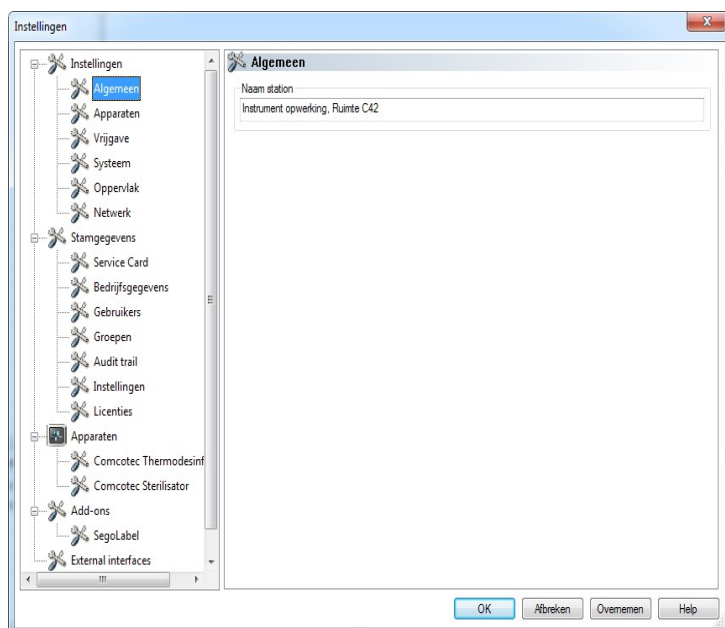 Instellingen
Instellingen
Algemeen
Apparaten
Vrijgave
Systeem
Oppervlak
Netwerk
Stamgegevens
Service Card
Bedrijfsgegevens
Gebruikers
Groepen
Audit trail
Instellingen
Licenties
Apparaten
Comcotec Thermodesinf
Comcotec Sterilisator
Add-ons
SegoLabel
External interfaces
Algemeen
Naam station
Instrument opwerking, Ruimte C42
OK
Afbreken
Overnemen
Help